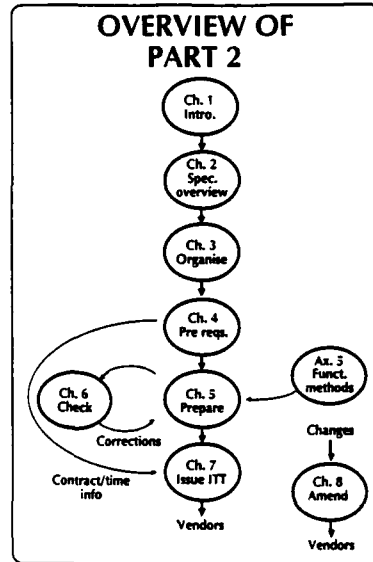 OVERVIEW OF
PART 2
Ch. 1
Intro.
Ch. 2
Spec.
overview
Ch. 3
Organise
Ch. 4
Pre reqs.
Ch. 6
Check
Corrections
Ch. 5
Prepare
Ax. 3
Funct.
methods
Contract/time
info
Ch. 7
Issue ITT
Vendors
Changes
Ch. 8
Amend
Vendors